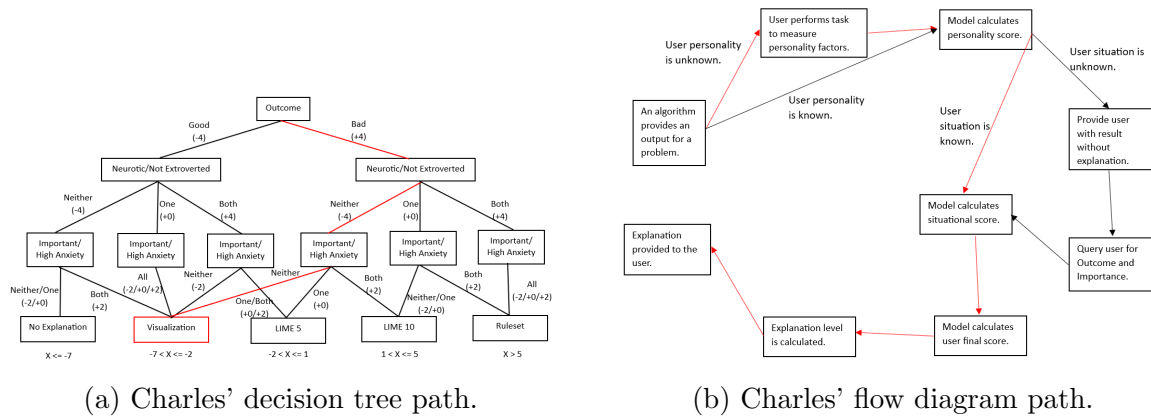 Outcome
Good
(-4)
Bad
(+4)
Neurotic/Not Extroverted
Neurotic/Not Extroverted
Neither
(-4)
One
(+0)
Both
(+4)
Neither
(-4)
One
(+0)
Both
(+4)
Important/
High Anxiety
Important/
High Anxiety
Important/
High Anxiety
Important/
High Anxiety
Important/
High Anxiety
Important/
High Anxiety
Neither/One
(-2/+0)
Both
(+2)
All
(-2/+0/+2)
Neither
(-2)
Neither
One/Both
(+0/+2)
One
(+0)
Both
(+2)
Neither/One
(-2/+0)
Both
(+2)
All
(-2/+0/+2)
No Explanation
Visualization
LIME 5
LIME 10
Ruleset
X <= -7
-7 < X <= -2
-2 < X <= 1
1 < X <= 5
X > 5
(a) Charles' decision tree path.
User performs task
to measure
personality factors.
Model calculates
personality score.
User personality
is unknown.
User situation is
unknown.
An algorithm
provides an
output for a
problem.
User personality
is known.
User
situation is
known.
Provide user
with result
without
explanation.
Model calculates
situational score.
Explanation
provided to the
user.
Query user for
Outcome and
Importance.
Explanation level
is calculated.
Model calculates
user final score.
(b) Charles' flow diagram path.